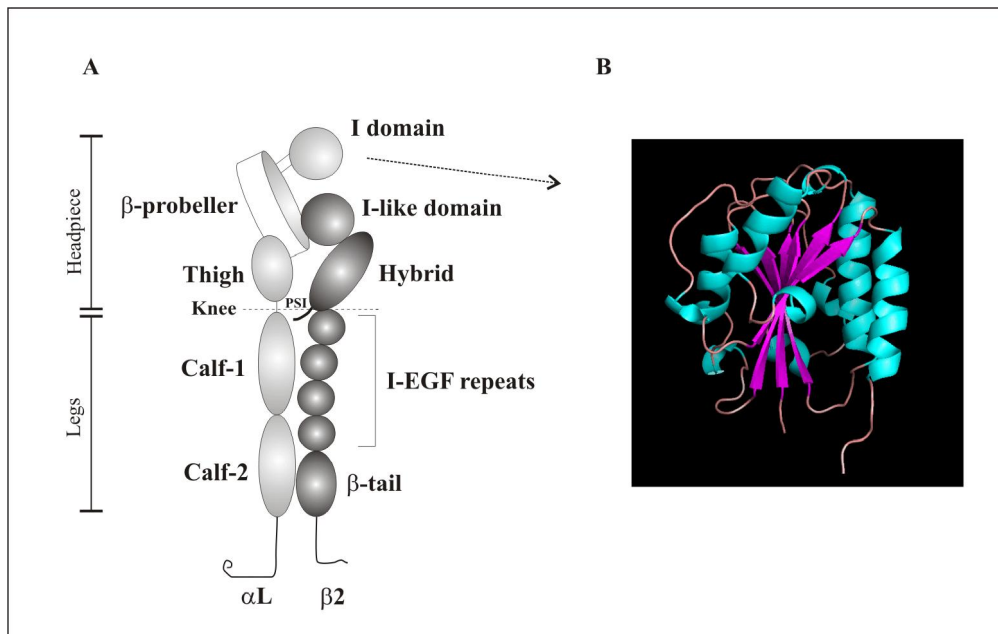 A
B
I domain
β-probeller
I-like domain
Thigh
Hybrid
Headpiece
Knee
PSI
Calf-1
I-EGF repeats
Legs
Calf-2
β-tail
αL
β2